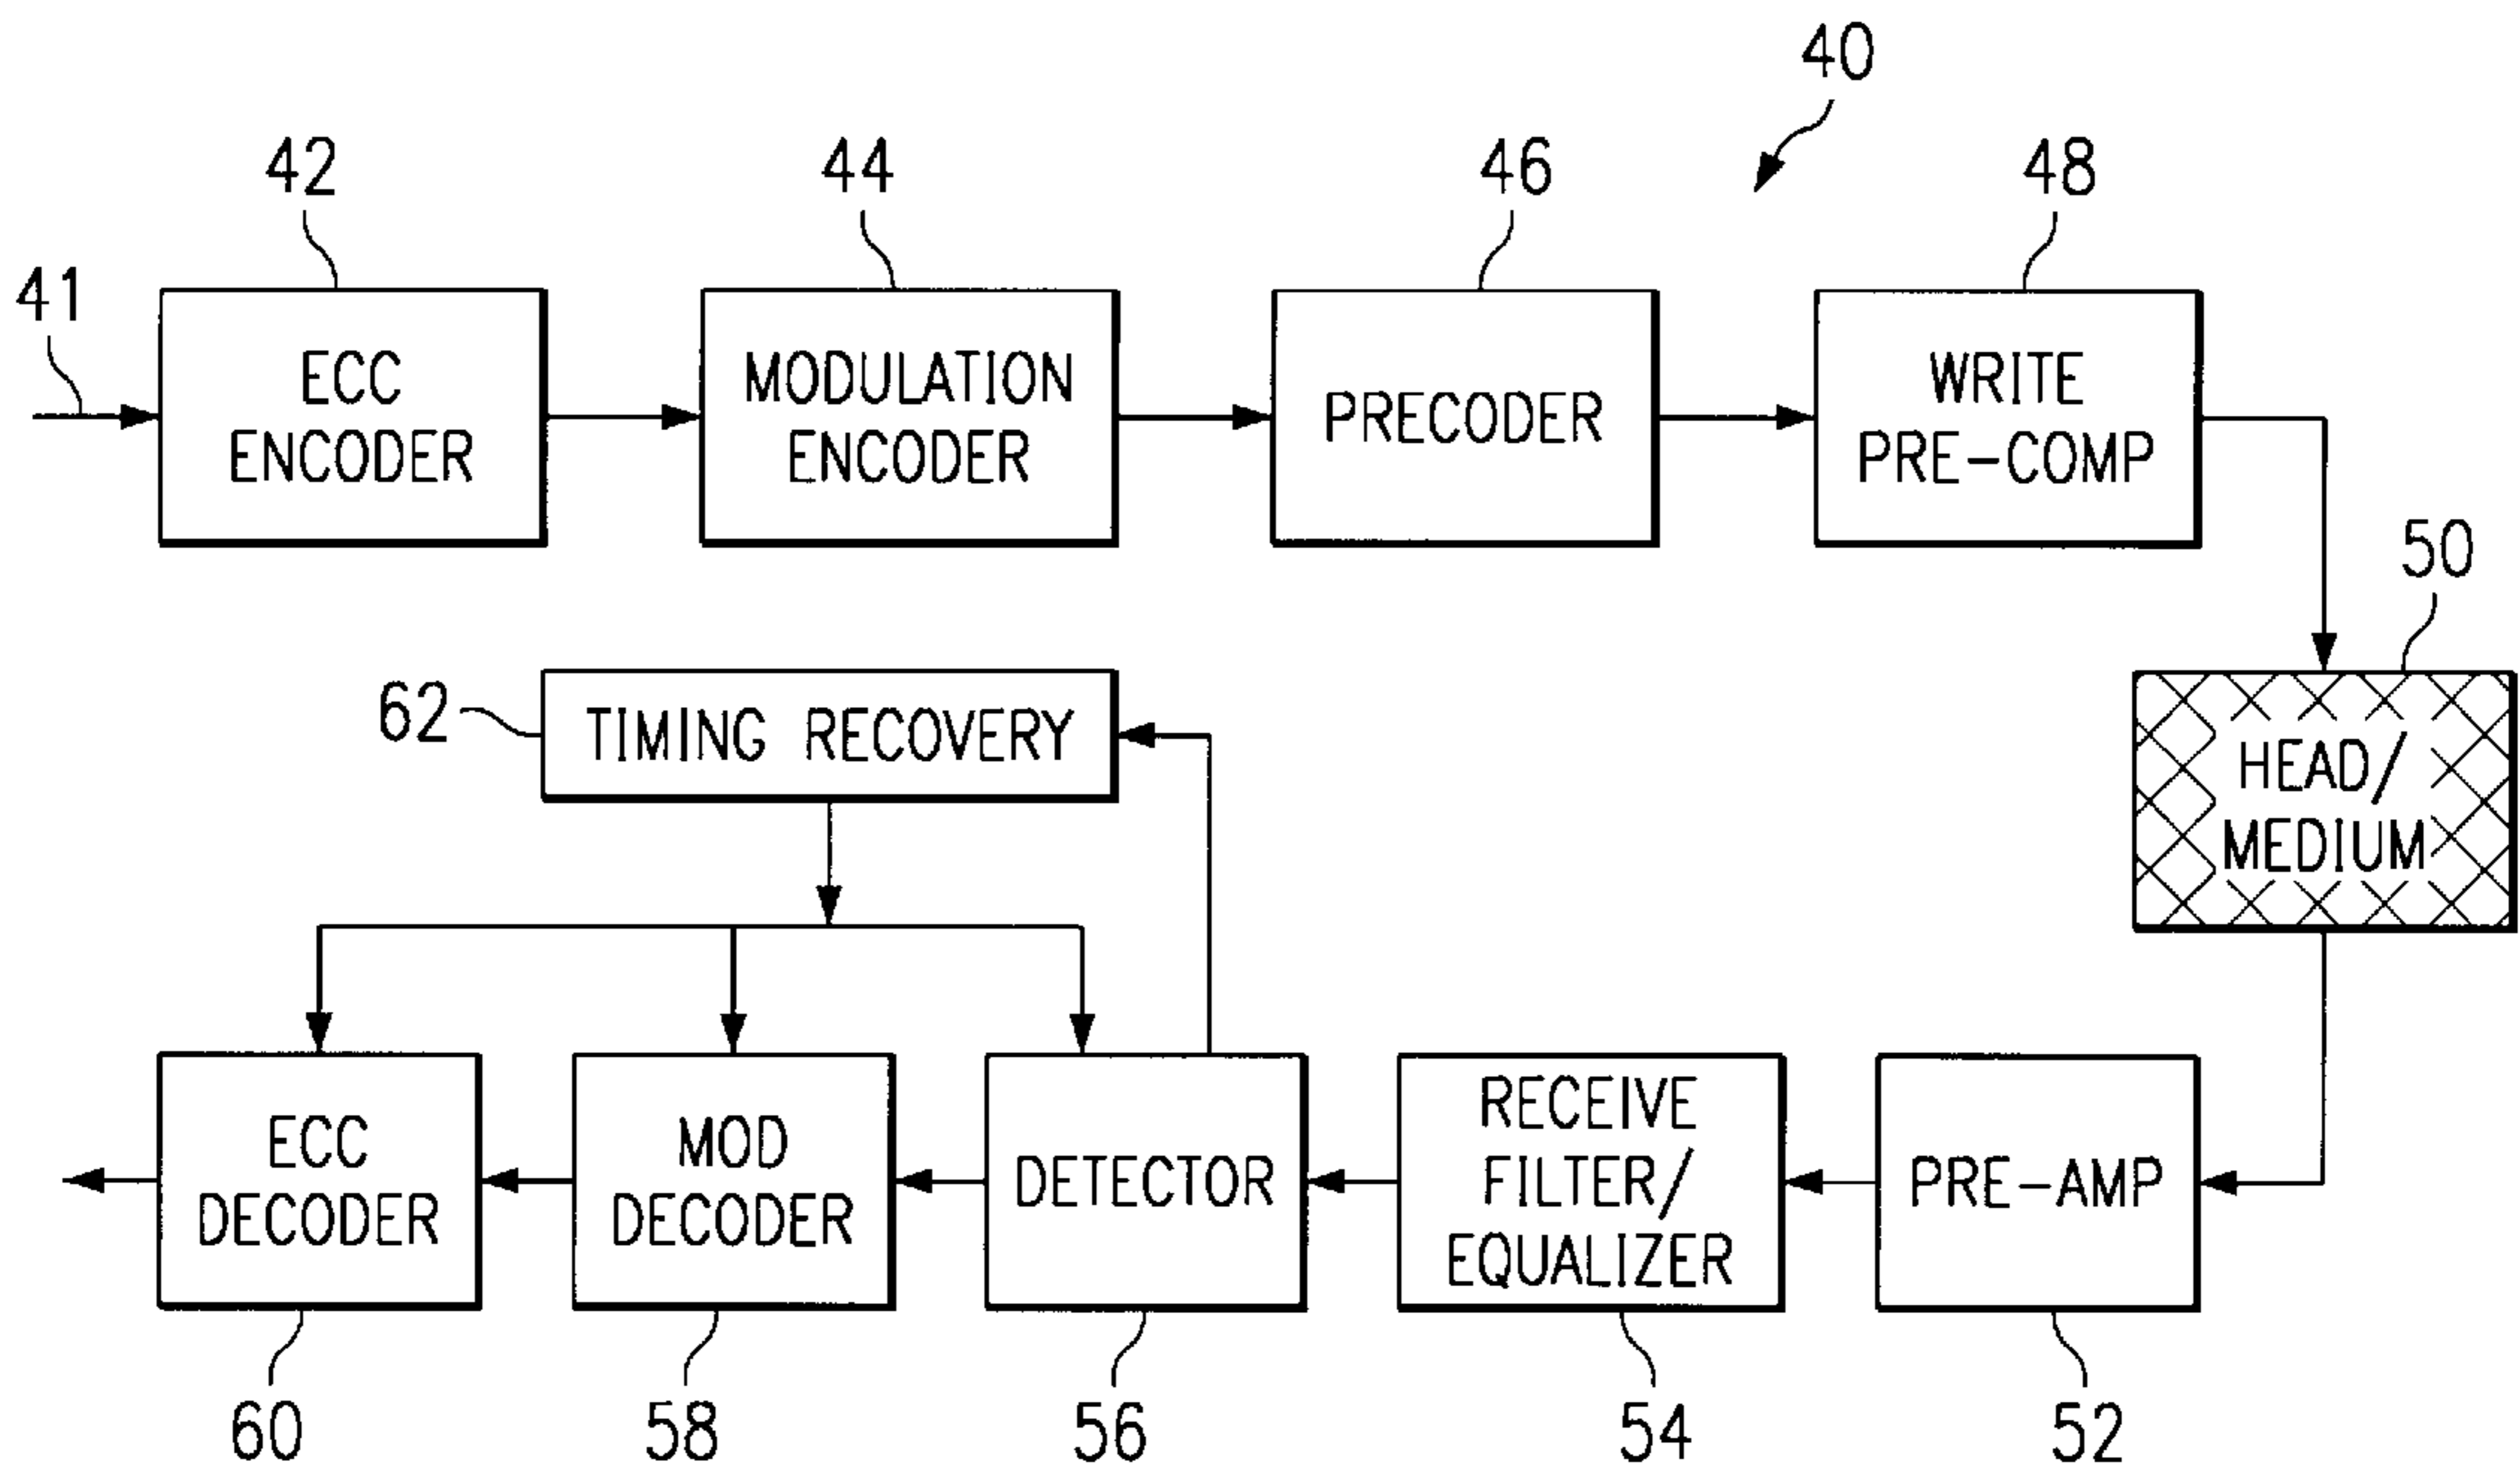 40
42
44
46
48
41
ECC
ENCODER
MODULATION
ENCODER
PRECODER
WRITE
PRE-COMP
50
62
TIMING RECOVERY
HEAD/
MEDIUM
ECC
DECODER
MOD
DECODER
DETECTOR
RECEIVE
FILTER/
EQUALIZER
PRE-AMP
60
58
56
54
52